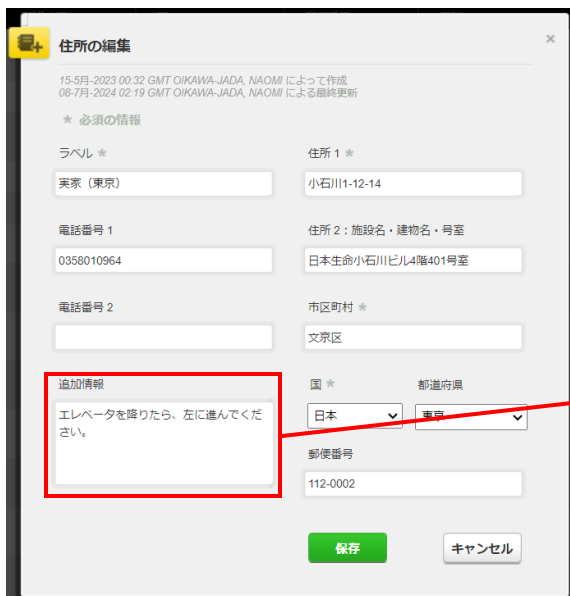 住所の編集
×
15-5月-2023 00:32 GMT OIKAWA-JADA, NAOMI によって作成
08-7月-2024 02:19 GMT OIKAWA-JADA, NAOMI による最終更新
* 必須の情報
ラベル *
住所 1 *
実家（東京）
小石川1-12-14
電話番号 1
住所 2：施設名・建物名・号室
0358010964
日本生命小石川ビル4階401号室
電話番号 2
市区町村 *
文京区
追加情報
国 *
都道府県
エレベータを降りたら、左に進んでくだ
さい。
日本
東京
郵便番号
112-0002
保存
キャンセル